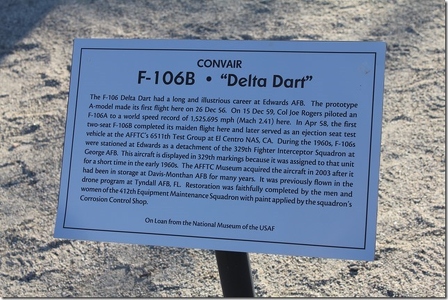 CONVAIR
F-106B • "Delta Dart"
The F-106 Delta Dart had a long and illustrious career at Edwards AFB. The prototype
A-model made its first flight here on 26 Dec 56. On 15 Dec 59, Col Joe Rogers piloted an
F-106A to a world speed record of 1,525.695 mph (Mach 2.41) here. In Apr 58, the first
two-seat F-106B completed its maiden flight here and later served as an ejection seat test
vehicle at the AFFTC's 6511th Test Group at El Centro NAS, CA. During the 1960s, F-106s
were stationed at Edwards as a detachment of the 329th Fighter Interceptor Squadron at
George AFB. This aircraft is displayed in 329th markings because it was assigned to that unit
for a short time in the early 1960s. The AFFTC Museum acquired the aircraft in 2003 after it
had been in storage at Davis-Monthan AFB for many years. It was previously flown in the
drone program at Tyndall AFB, FL. Restoration was faithfully completed by the men and
women of the 412th Equipment Maintenance Squadron with paint applied by the squadron's
Corrosion Control Shop.
On Loan from the National Museum of the USAF